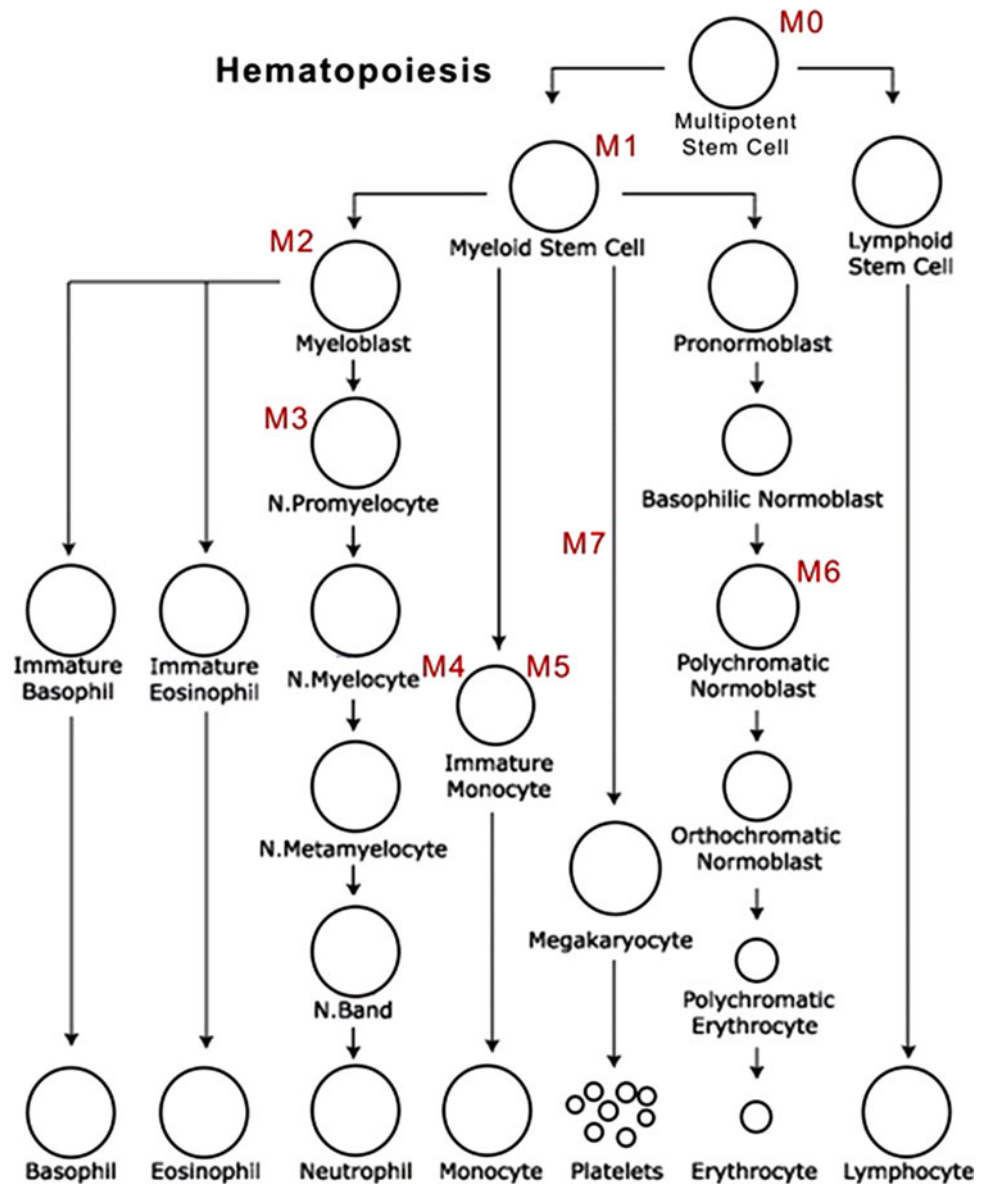 M0
Hematopoiesis
Multipotent
Stem Cell
M1
Myeloid Stem Cell
Lymphoid
Stem Cell
M2
Myeloblast
Pronormoblast
M3
N.Promyelocyte
Basophilic Normoblast
M7
M6
Immature
Basophil
Immature
Eosinophil
N.Myelocyte
M4
M5
Polychromatic
Normoblast
Immature
Monocyte
N.Metamyelocyte
Orthochromatic
Normoblast
Megakaryocyte
N.Band
Polychromatic
Erythrocyte
Basophil
Eosinophil
Neutrophil
Monocyte
Platelets
Erythrocyte
Lymphocyte